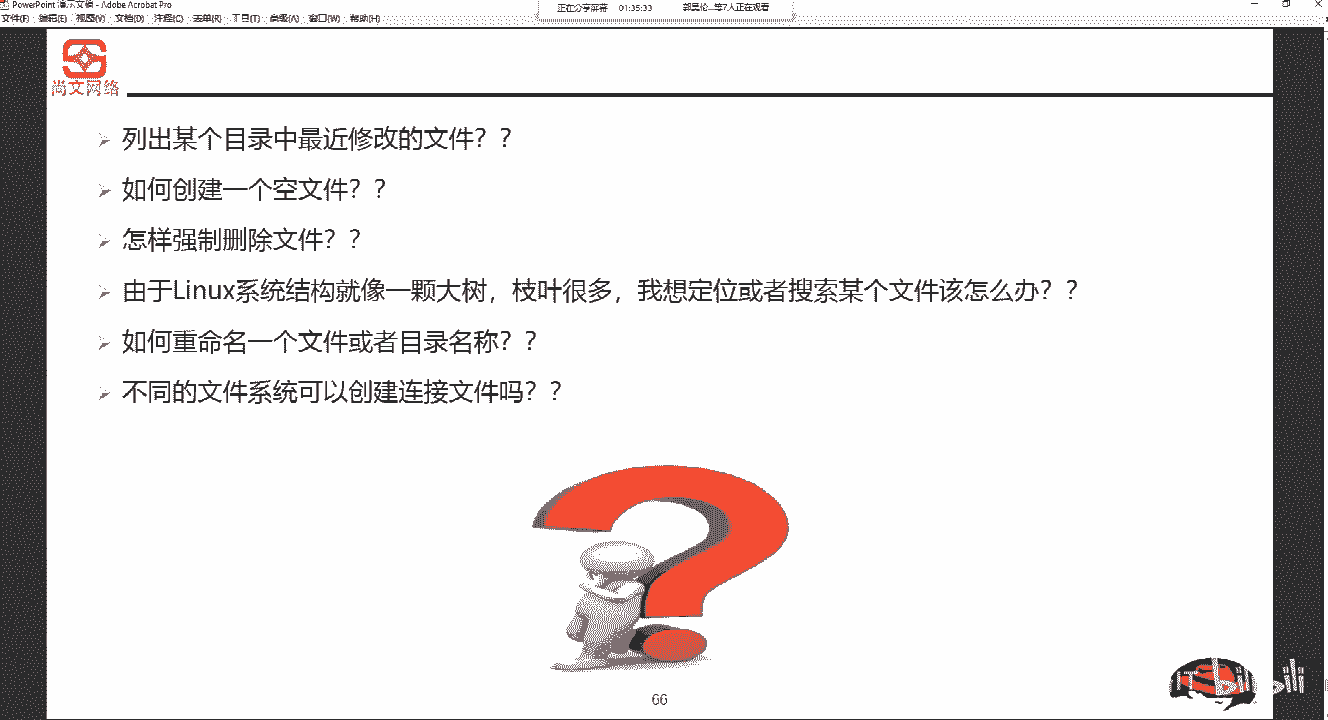 PowerPoint 演示文稿 - Adobe Acrobat Pro
正在分享屏幕 01:35:33 郭昊伦...等7人正在观看
文件(F) 编辑(E) 视图(V) 文档(D) 注释(C) 表单(R) 工具(T) 高级(A) 窗口(W) 帮助(H)
尚文网络
列出某个目录中最近修改的文件？？
如何创建一个空文件？？
怎样强制删除文件？？
由于Linux系统结构就像一颗大树，枝叶很多，我想定位或者搜索某个文件该怎么办？？
如何重命名一个文件或者目录名称？？
不同的文件系统可以创建连接文件吗？？
66
IT bilibili